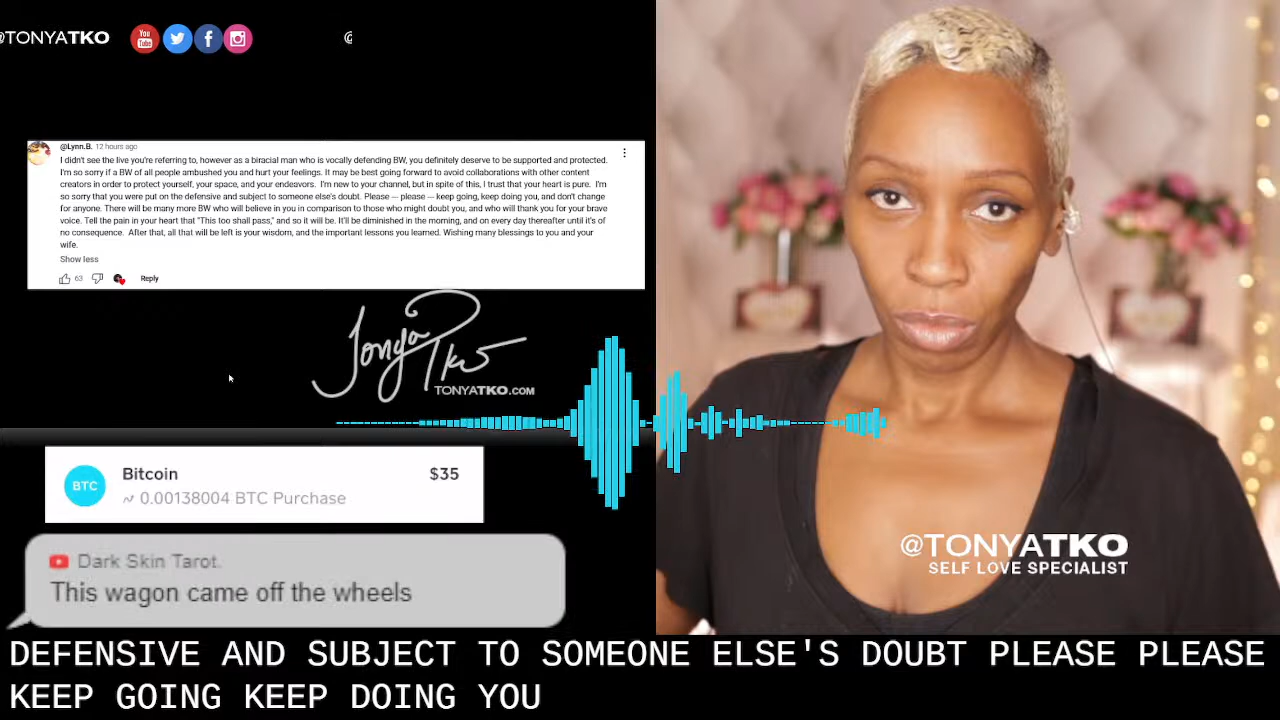 @TONYATKO
You Tube
@Lynn.B. 12 hours ago
I didn't see the live you're referring to, however as a biracial man who is vocally defending BW, you definitely deserve to be supported and protected.
I'm so sorry if a BW of all people ambushed you and hurt your feelings. It may be best going forward to avoid collaborations with other content
creators in order to protect yourself, your space, and your endeavors. I'm new to your channel, but in spite of this, I trust that your heart is pure. I'm
so sorry that you were put on the defensive and subject to someone else's doubt. Please -- please -- keep going, keep doing you, and don't change
for anyone. There will be many more BW who will believe in you in comparison to those who might doubt you, and who will thank you for your brave
voice. Tell the pain in your heart that "This too shall pass," and so it will be. It'll be diminished in the morning, and on every day thereafter until it's of
no consequence. After that, all that will be left is your wisdom, and the important lessons you learned. Wishing many blessings to you and your
wife.
Show less
63 Reply
Tonya Tko
TONYATKO.COM
BTC Bitcoin $35
0.00138004 BTC Purchase
Dark Skin Tarot.
This wagon came off the wheels
@TONYATKO
SELF LOVE SPECIALIST
DEFENSIVE AND SUBJECT TO SOMEONE ELSE'S DOUBT PLEASE PLEASE
KEEP GOING KEEP DOING YOU